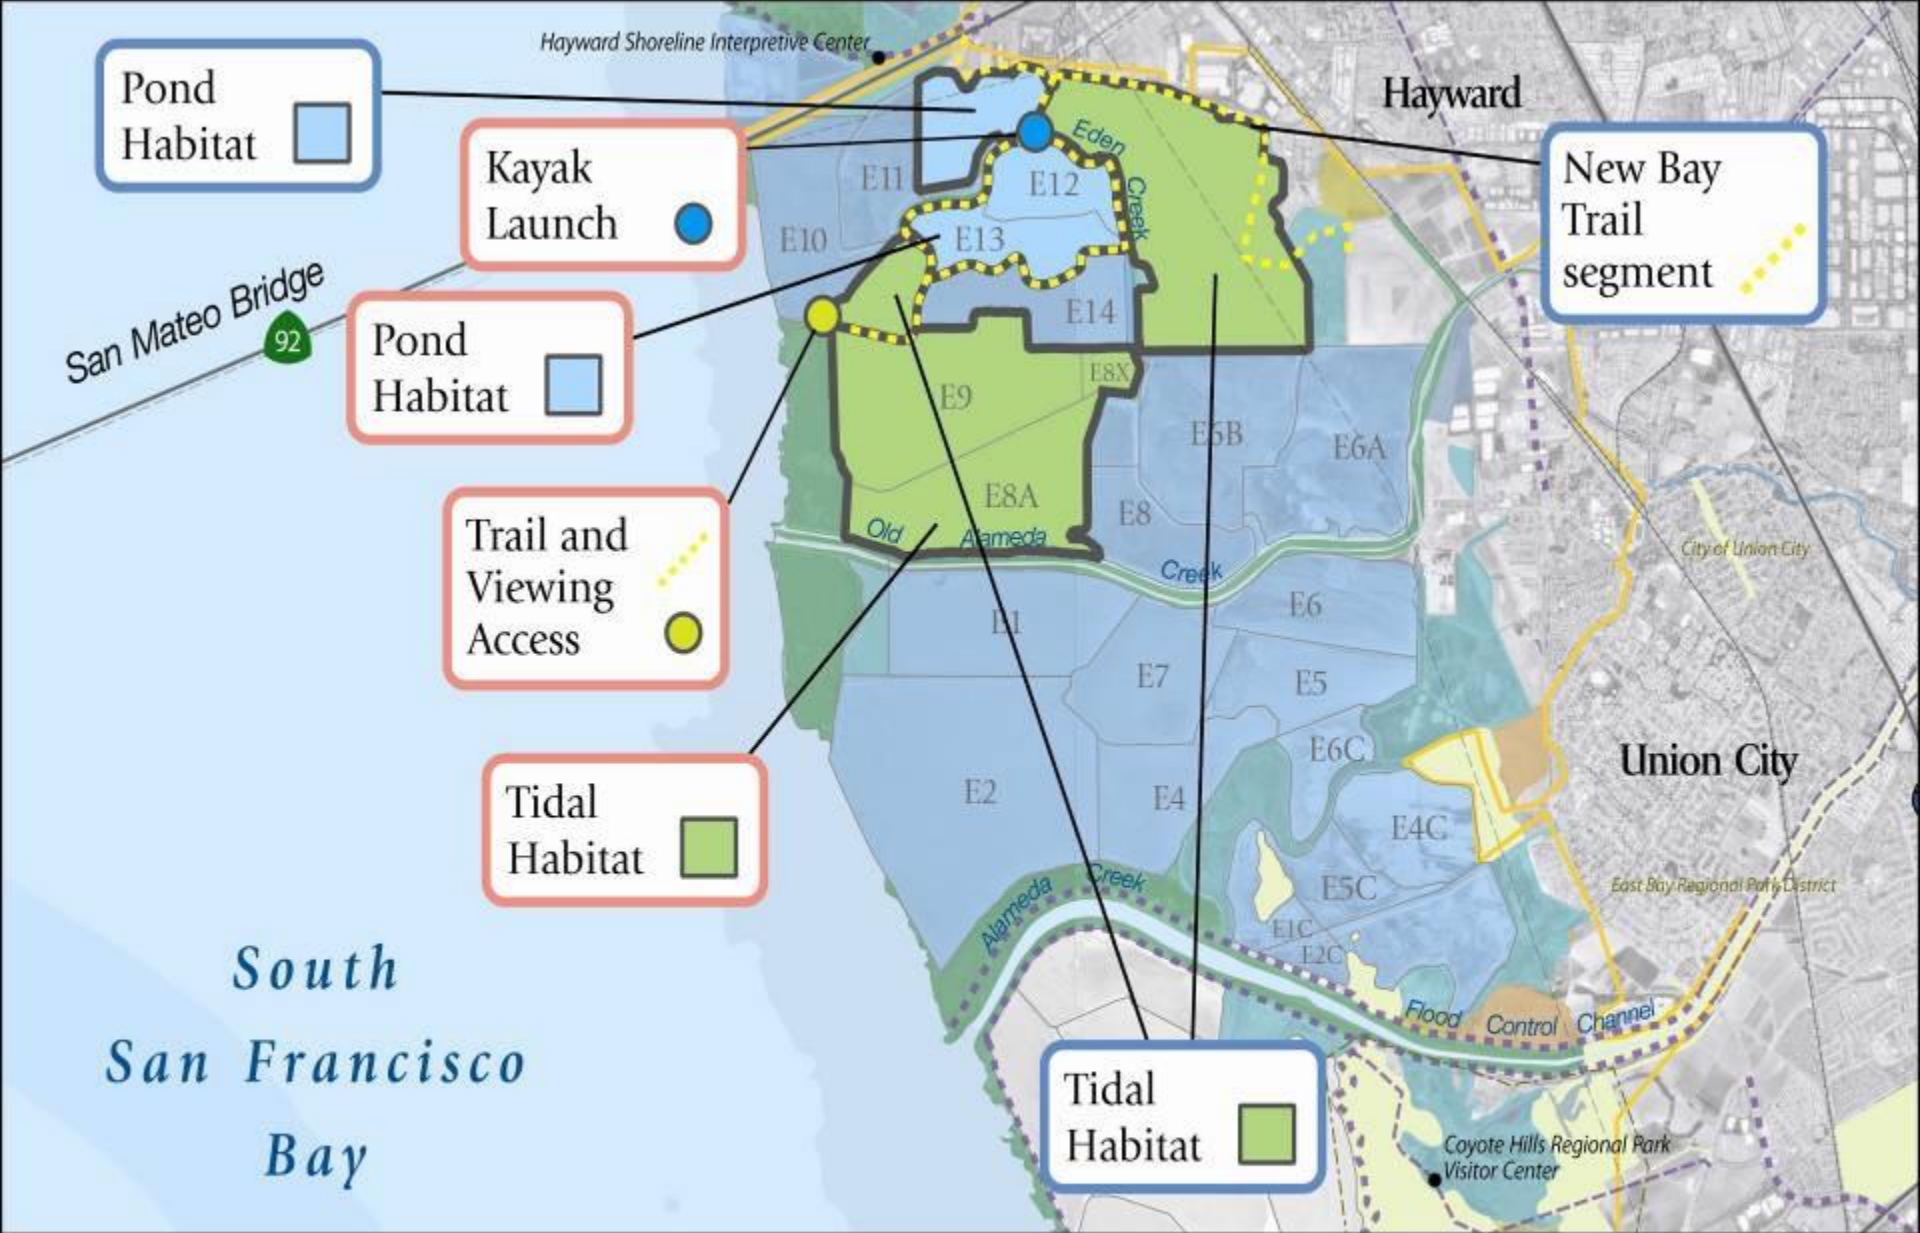 Hayward Shoreline Interpretive Center
Pond
Habitat
Hayward
Kayak
Launch
Eden
Creek
New Bay
Trail
segment
E11
E12
E10
E13
E14
San Mateo Bridge
92
Pond
Habitat
E8X
E9
E6B
E6A
E8A
E8
Trail and
Viewing
Access
Old Alameda Creek
City of Union City
E1
E6
E7
E5
E6C
Union City
E2
E4
E4C
Tidal
Habitat
E5C
East Bay Regional Park District
E1C
E2C
Alameda Creek
Flood Control Channel
South
San Francisco
Bay
Tidal
Habitat
Coyote Hills Regional Park
Visitor Center